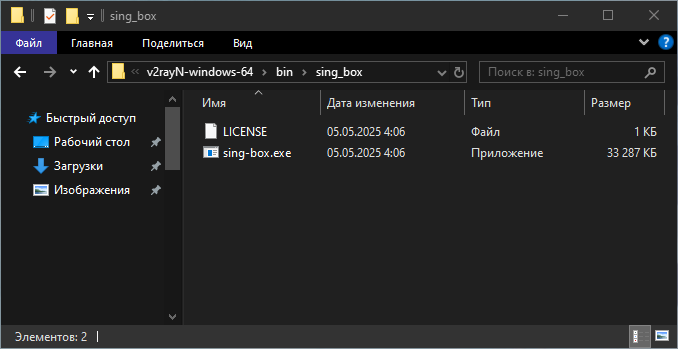 sing_box
Файл Главная Поделиться Вид
« v2rayN-windows-64 › bin › sing_box Поиск в: sing_box
Имя Дата изменения Тип Размер
Быстрый доступ
Рабочий стол
Загрузки
Изображения
LICENSE 05.05.2025 4:06 Файл 1 КБ
sing-box.exe 05.05.2025 4:06 Приложение 33 287 КБ
Элементов: 2